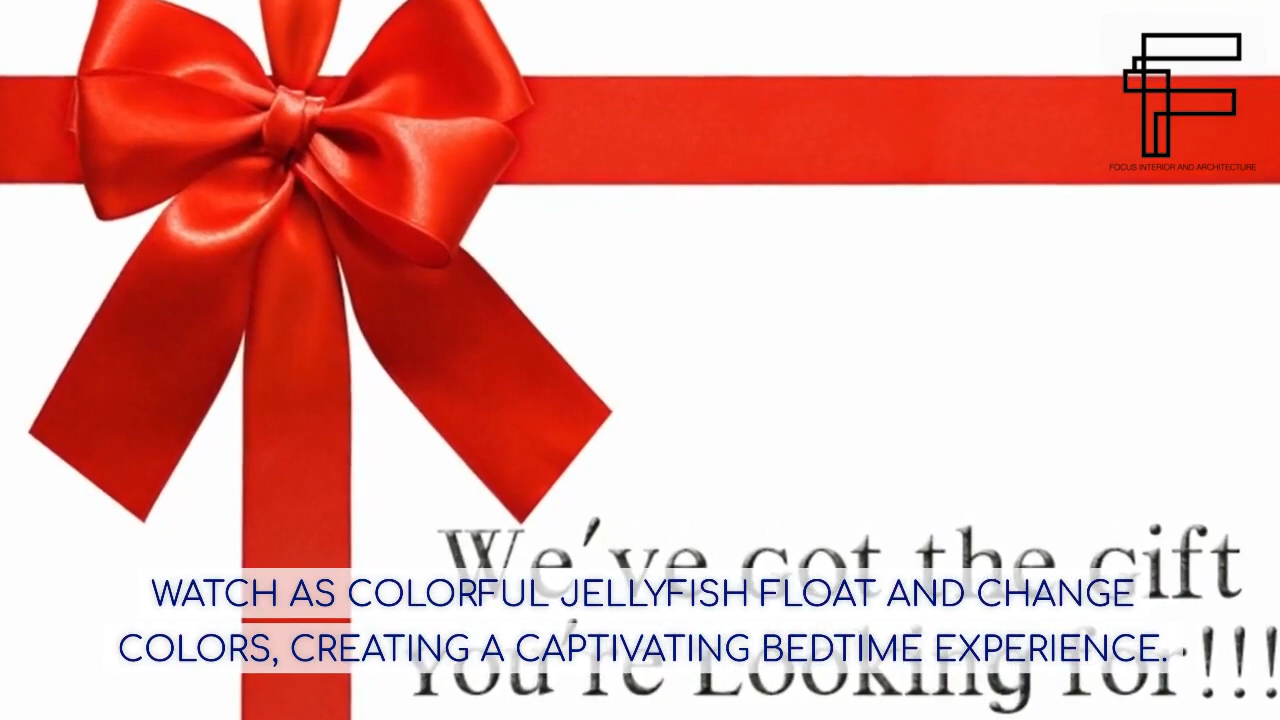 FOCUS INTERIOR AND ARCHITECTURE
We've got the gift
WATCH AS COLORFUL JELLYFISH FLOAT AND CHANGE
COLORS, CREATING A CAPTIVATING BEDTIME EXPERIENCE.
You're Looking for!!!